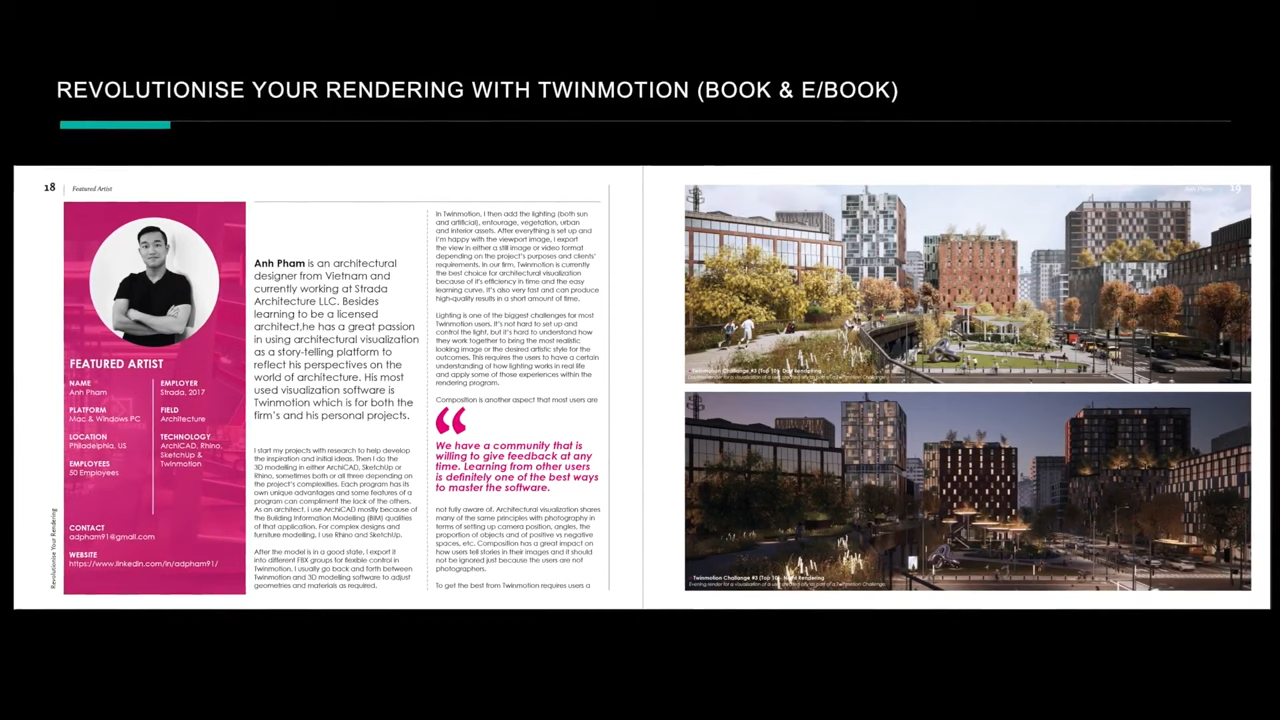 REVOLUTIONISE YOUR RENDERING WITH TWINMOTION (BOOK & E/BOOK)
18
Featured Artist
FEATURED ARTIST
NAME
Anh Pham
PLATFORM
Mac & Windows PC
LOCATION
Philadelphia, US
EMPLOYEES
50 Employees
EMPLOYER
Strada, 2017
FIELD
Architecture
TECHNOLOGY
ArchiCAD, Rhino,
SketchUp &
Twinmotion
CONTACT
adpham91@gmail.com
WEBSITE
https://www.linkedin.com/in/adpham91/
Revolutionise Your Rendering
Anh Pham is an architectural
designer from Vietnam and
currently working at Strada
Architecture LLC. Besides
learning to be a licensed
architect,he has a great passion
in using architectural visualization
as a story-telling platform to
reflect his perspectives on the
world of architecture. His most
used visualization software is
Twinmotion which is for both the
firm's and his personal projects.
I start my projects with research to help develop
the inspiration and initial ideas. Then I do the
3D modelling in either ArchiCAD, SketchUp or
Rhino, sometimes both or all three depending on
the project's complexities. Each program has its
own unique advantages and some features of a
program can compliment the lack of the others.
As an architect, I use ArchiCAD mostly because of
the Building Information Modelling (BIM) qualities
of that application. For complex designs and
furniture modelling, I use Rhino and SketchUp.
After the model is in a good state, I export it
into different FBX groups for flexible control in
Twinmotion. I usually go back and forth between
Twinmotion and 3D modelling software to adjust
geometries and materials as required.
In Twinmotion, I then add the lighting (both sun
and artificial), entourage, vegetation, urban
and interior assets. After everything is set up and
I'm happy with the viewport image, I export
the view in either a still image or video format
depending on the project's purposes and clients'
requirements. In our firm, Twinmotion is currently
the best choice for architectural visualization
because of it's efficiency in time and the easy
learning curve. It's also very fast and can produce
high-quality results in a short amount of time.
Lighting is one of the biggest challenges for most
Twinmotion users. It's not hard to set up and
control the light, but it's hard to understand how
they work together to bring the most realistic
looking image or the desired artistic style for the
outcomes. This requires the users to have a certain
understanding of how lighting works in real life
and apply some of those experiences within the
rendering program.
Composition is another aspect that most users are
“
We have a community that is
willing to give feedback at any
time. Learning from other users
is definitely one of the best ways
to master the software.
not fully aware of. Architectural visualization shares
many of the same principles with photography in
terms of setting up camera position, angles, the
proportion of objects and of positive vs negative
spaces, etc. Composition has a great impact on
how users tell stories in their images and it should
not be ignored just because the users are not
photographers.
To get the best from Twinmotion requires users a
Anh Pham
19
Twinmotion Challange #3 (Top 10)- Day Rendering
Twinmotion Challange #3 (Top 10)- Night Rendering